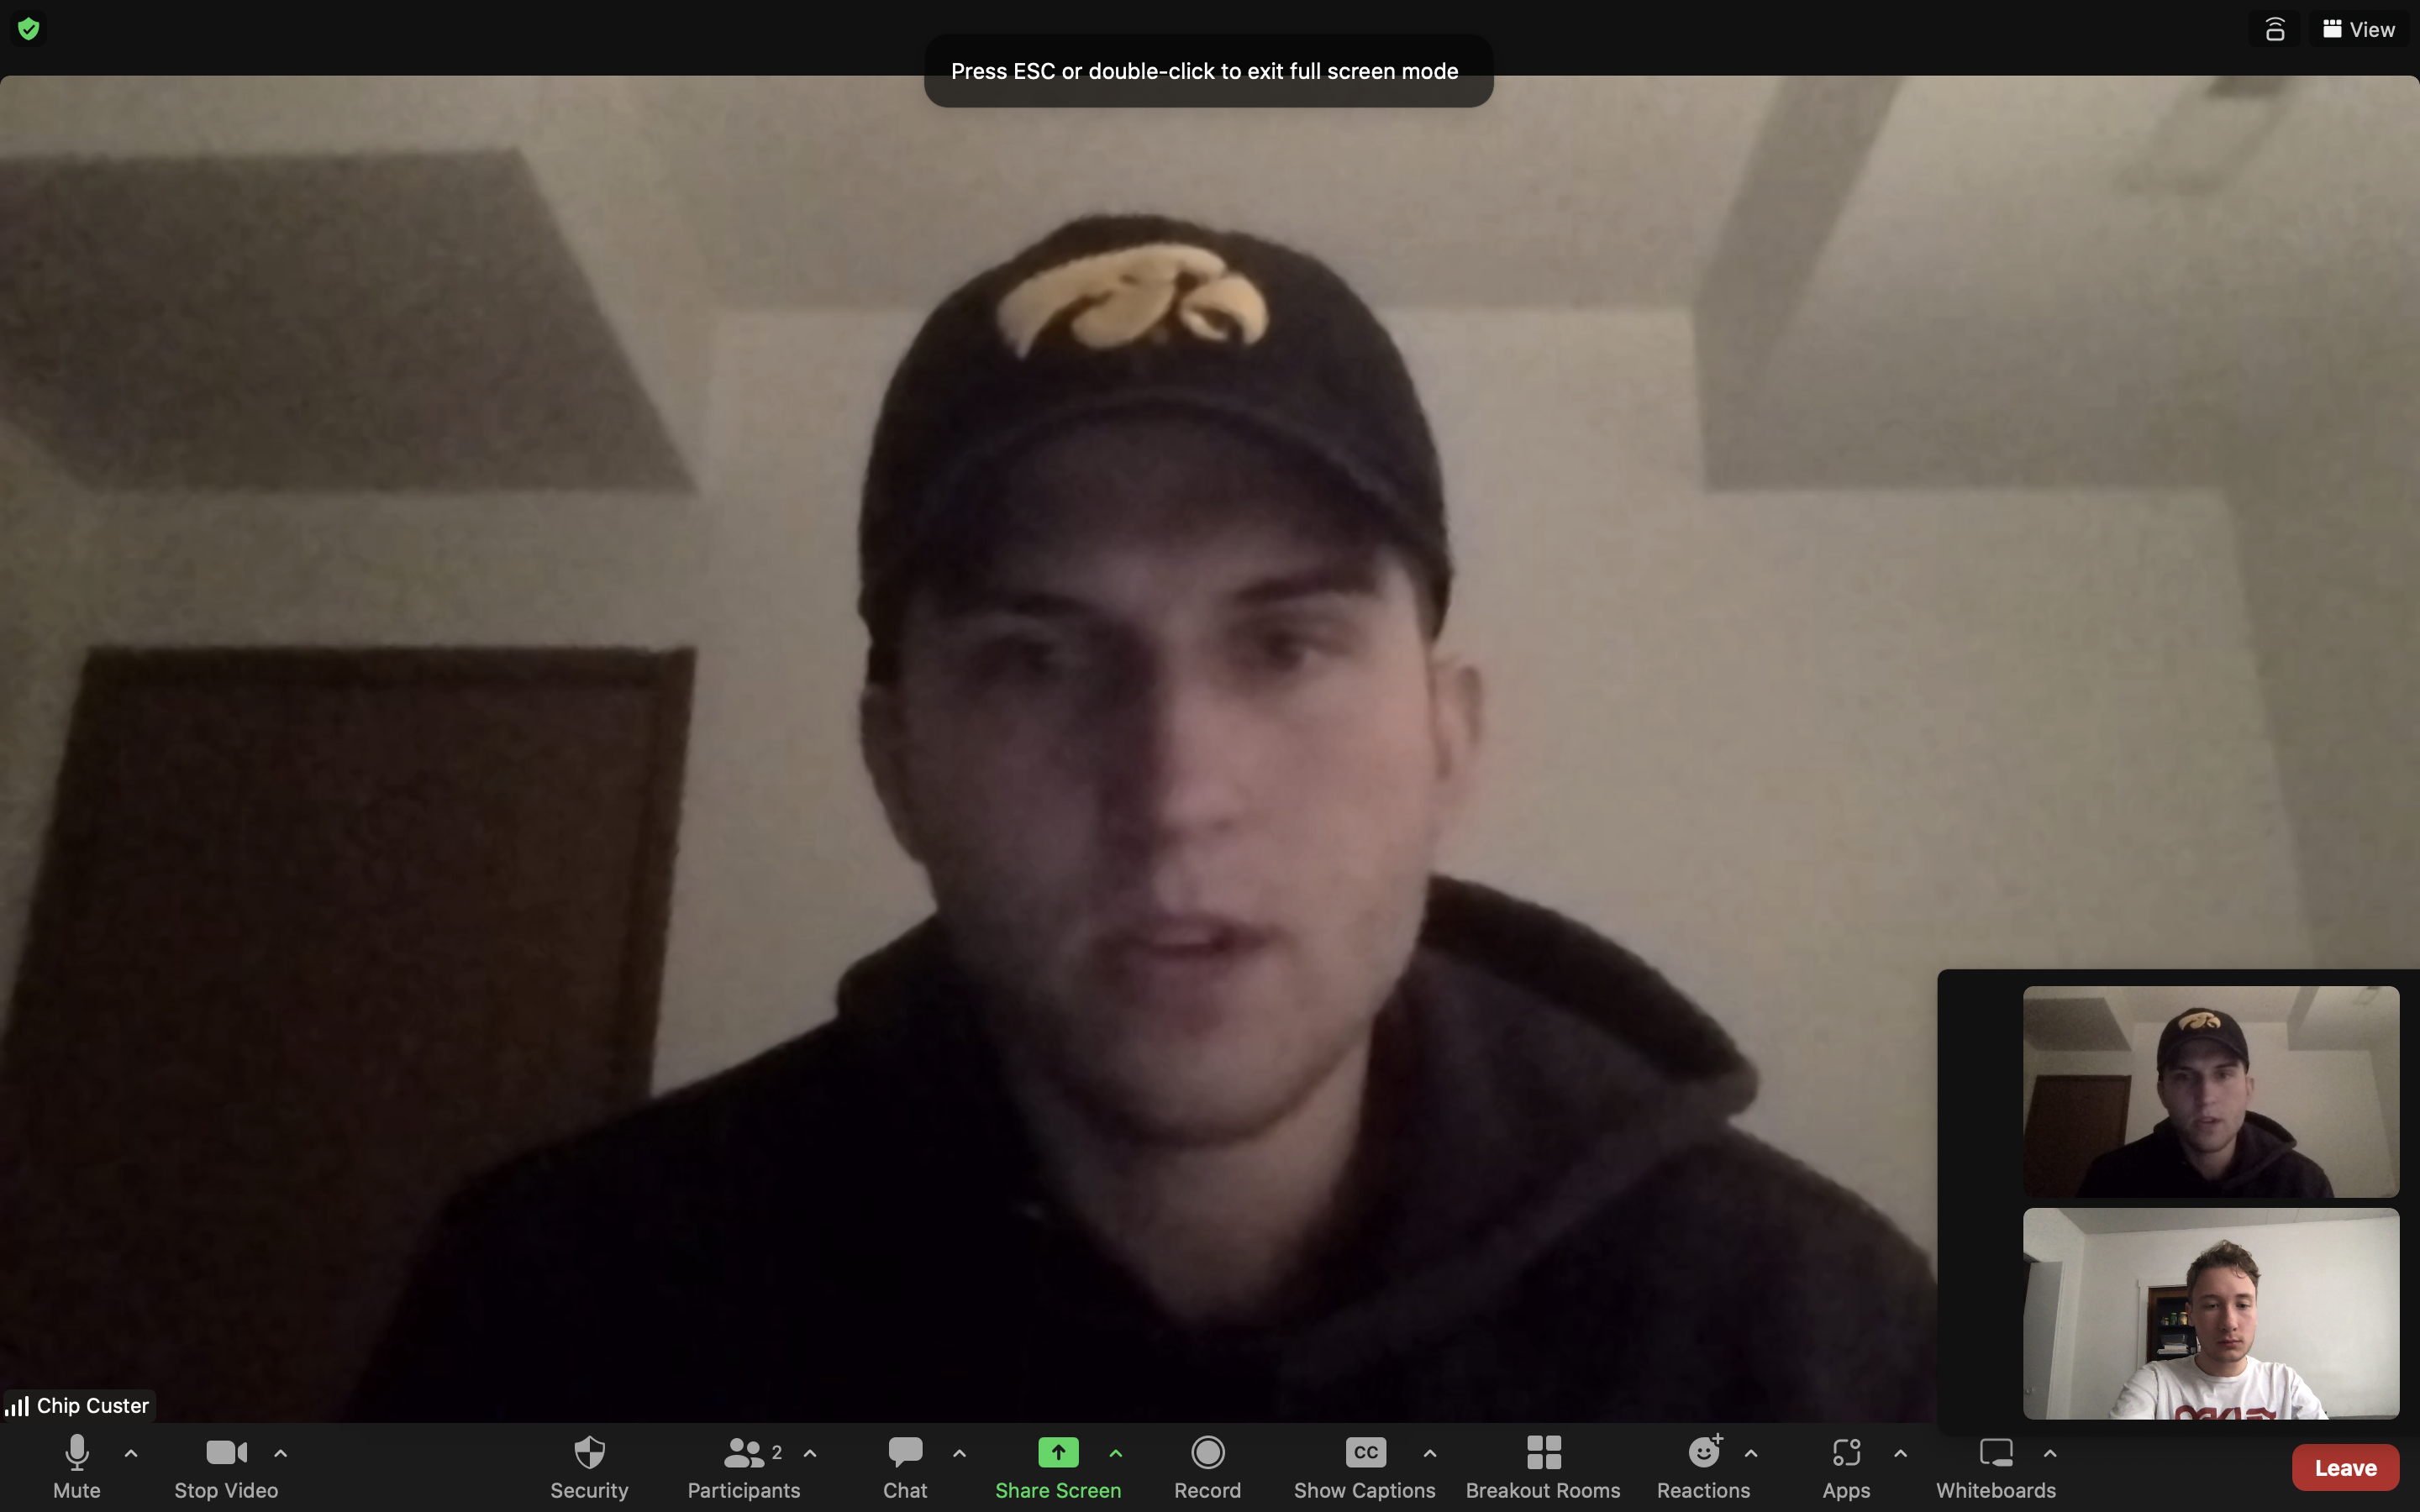 Press ESC or double-click to exit full screen mode
View
Chip Custer
Mute
Stop Video
Security
Participants 2
Chat
Share Screen
Record
CC
Show Captions
Breakout Rooms
Reactions
Apps
Whiteboards
Leave